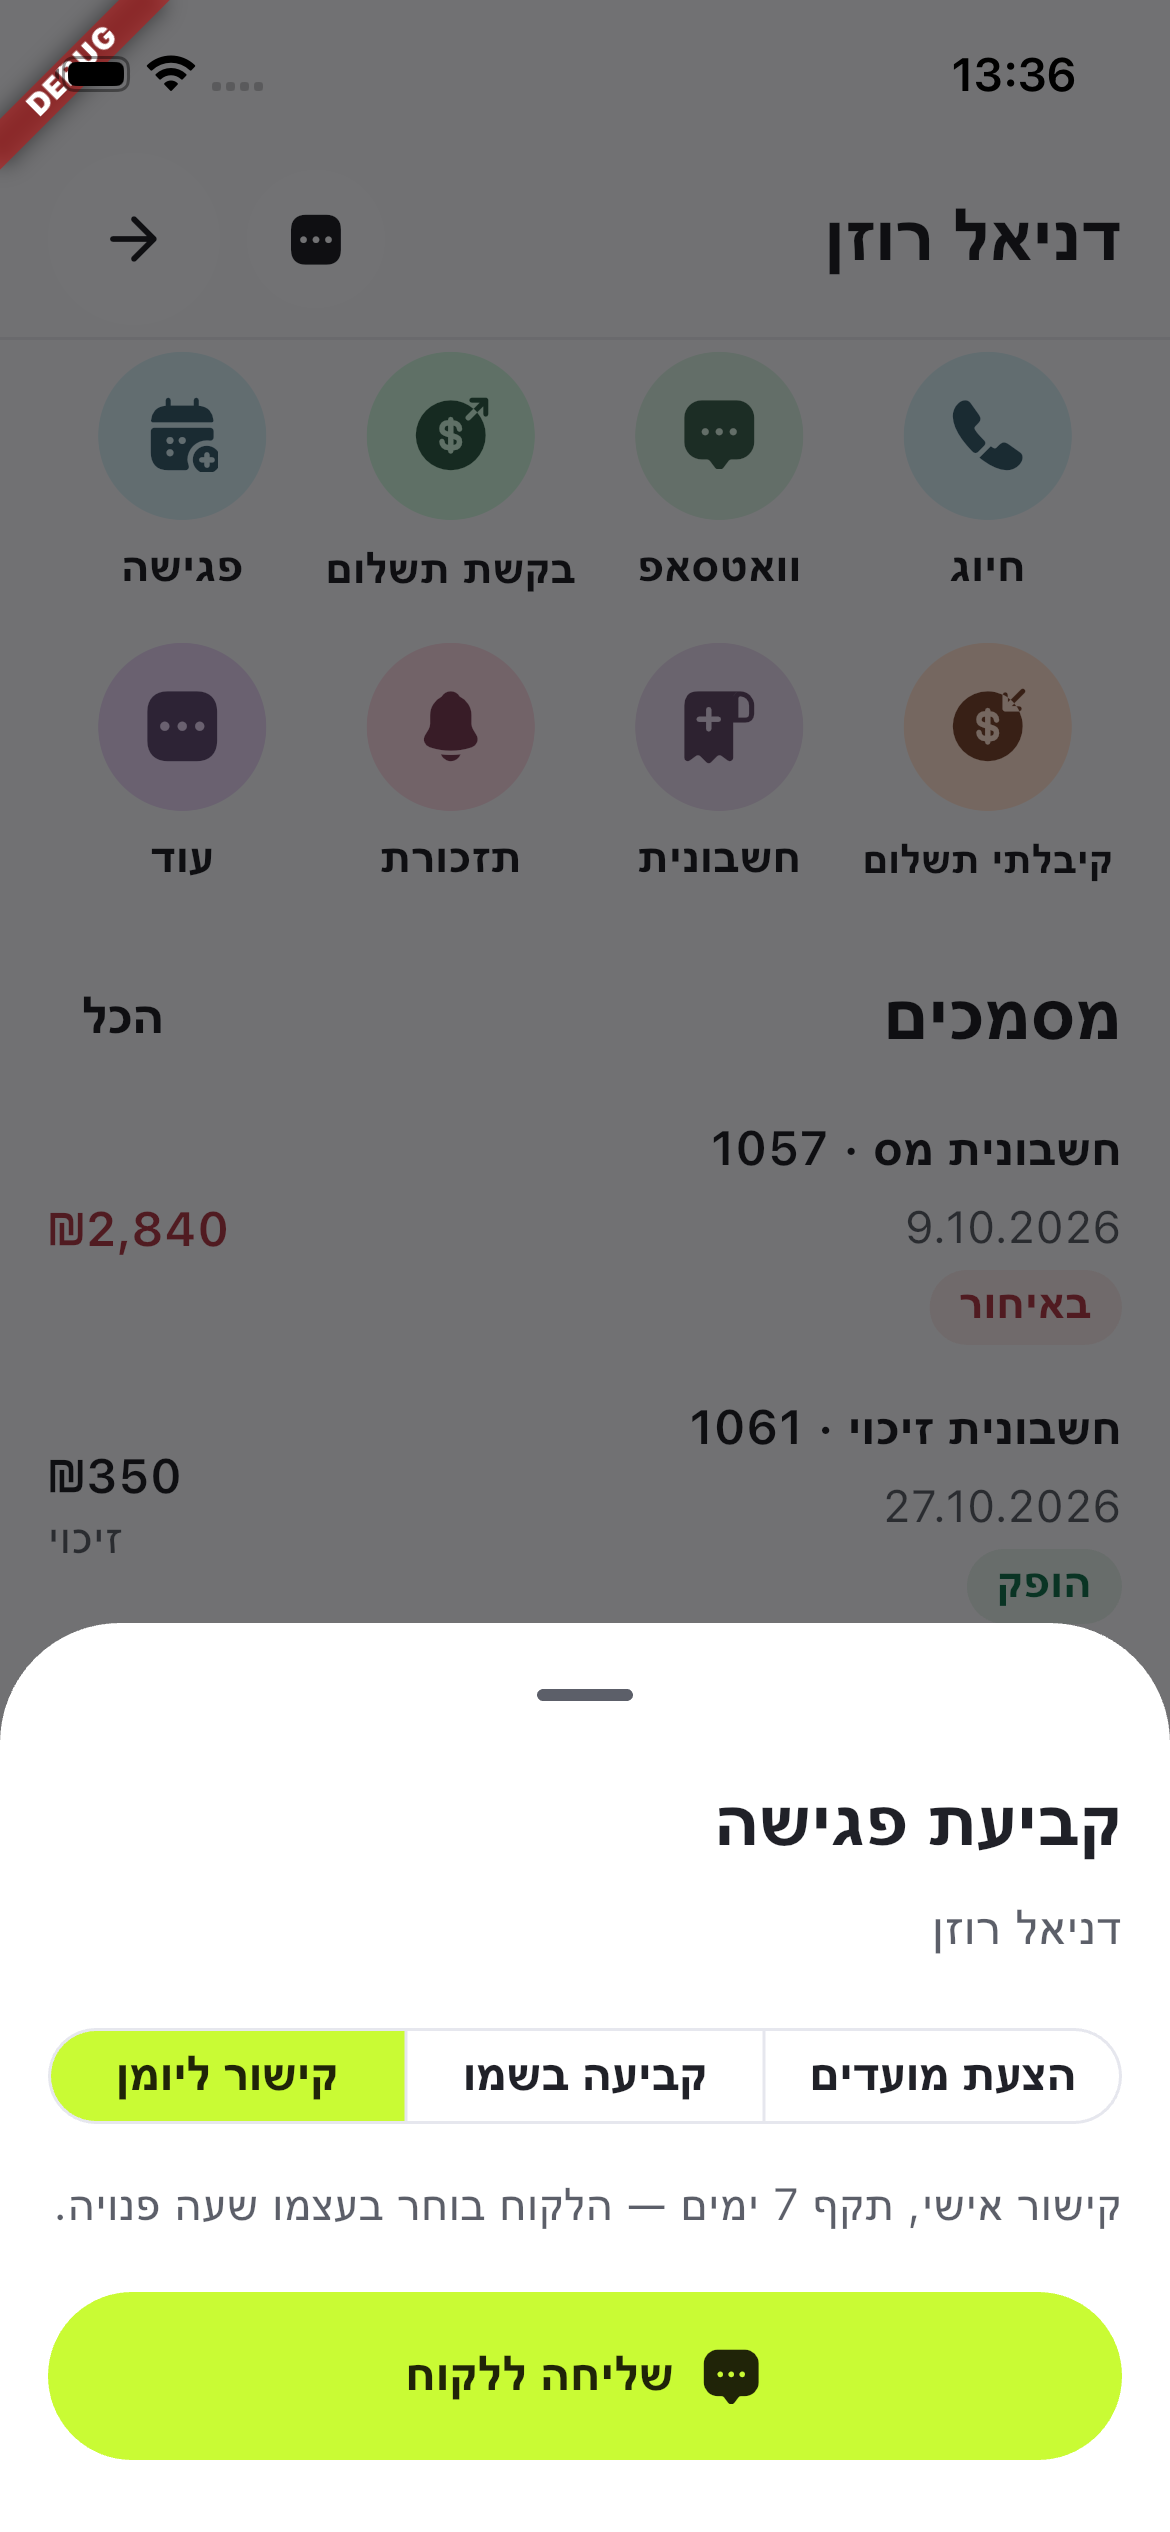 DEBUG
13:36
דניאל רוזן
חיוג
וואטסאפ
בקשת תשלום
פגישה
קיבלתי תשלום
חשבונית
תזכורת
עוד
מסמכים
הכל
חשבונית מס · 1057
9.10.2026
₪2,840
באיחור
חשבונית זיכוי · 1061
27.10.2026
₪350
זיכוי
הופק
קביעת פגישה
דניאל רוזן
הצעת מועדים
קביעה בשמו
קישור ליומן
קישור אישי, תקף 7 ימים — הלקוח בוחר בעצמו שעה פנויה.
שליחה ללקוח